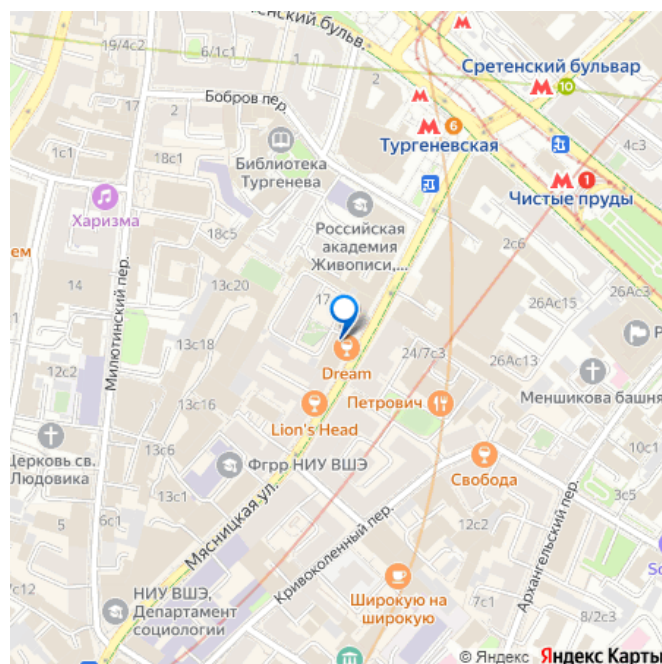 Сретенский бульв.
19/4с2
6/1с1
Сретенский бульвар
10
Бобров пер.
6
Тургеневская
2
17
2
1с1
18с1
Библиотека
Тургенева
4с3
1
Чистые пруды
Харизма
Российская
академия
Живописи,...
18с5
2с6
ем
13с20
14
17
26Ас15
26Ас3
Милютинский пер.
13с18
24/7с3
26Ас13
Dream
12с2
Петрович
Меншикова башня
13с16
Lion's Head
Церковь св.
Людовика
13с6
Фгрр НИУ ВШЭ
10с1
Свобода
13с1
Мясницкая ул.
5
6с1
3с5
Кривоколенный пер.
12с2
Архангельский пер.
7с12
НИУ ВШЭ,
Департамент
социологии
Широкую на
широкую
7с1
8/2с3
© Яндекс Яндекс Карты